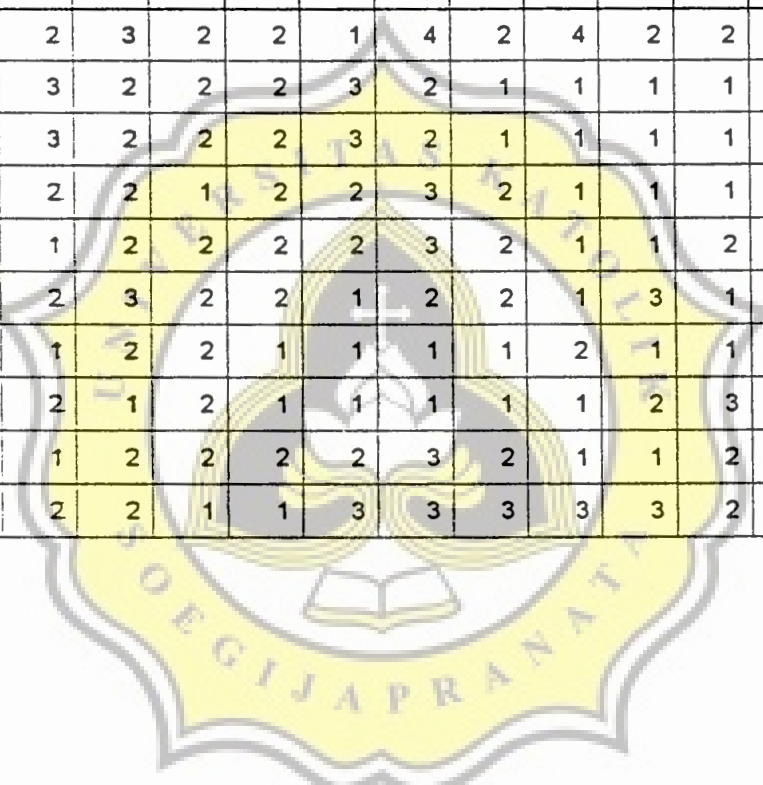 2 3 2 2 1 4 2 4 2 2
3 2 2 2 3 2 1 1 1 1
3 2 2 2 3 2 1 1 1 1
2 2 1 2 2 3 2 1 1 1
1 2 2 2 2 3 2 1 1 2
2 3 2 2 1 2 2 1 3 1
1 2 2 1 1 1 1 2 1 1
2 1 2 1 1 1 1 1 2 3
1 2 2 2 2 3 2 1 1 2
2 2 1 1 3 3 3 3 3 2
UNIVERSITAS KATOLIK
SOEGIJAPRANATA